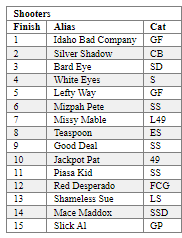 Shooters
Finish Alias Cat
1 Idaho Bad Company GF
2 Silver Shadow CB
3 Bard Eye SD
4 White Eyes S
5 Lefty Way GF
6 Mizpah Pete SS
7 Missy Mable L49
8 Teaspoon ES
9 Good Deal SS
10 Jackpot Pat 49
11 Piasa Kid SS
12 Red Desperado FCG
13 Shameless Sue LS
14 Mace Maddox SSD
15 Slick Al GP